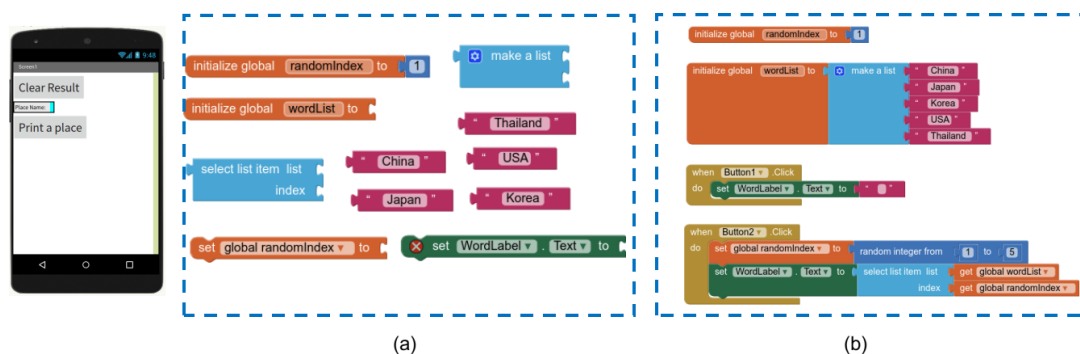 9:48
Screen1
Clear Result
Place Name:
Print a place
initialize global randomIndex to 1
make a list
initialize global wordList to
" Thailand "
select list item list
index
" China "
" USA "
" Japan "
" Korea "
set global randomIndex to
set WordLabel . Text to
(a)
initialize global randomIndex to 1
initialize global wordList to make a list " China "
" Japan "
" Korea "
" USA "
" Thailand "
when Button1 .Click
do set WordLabel . Text to " "
when Button2 .Click
do set global randomIndex to random integer from 1 to 5
set WordLabel . Text to select list item list get global wordList
index get global randomIndex
(b)